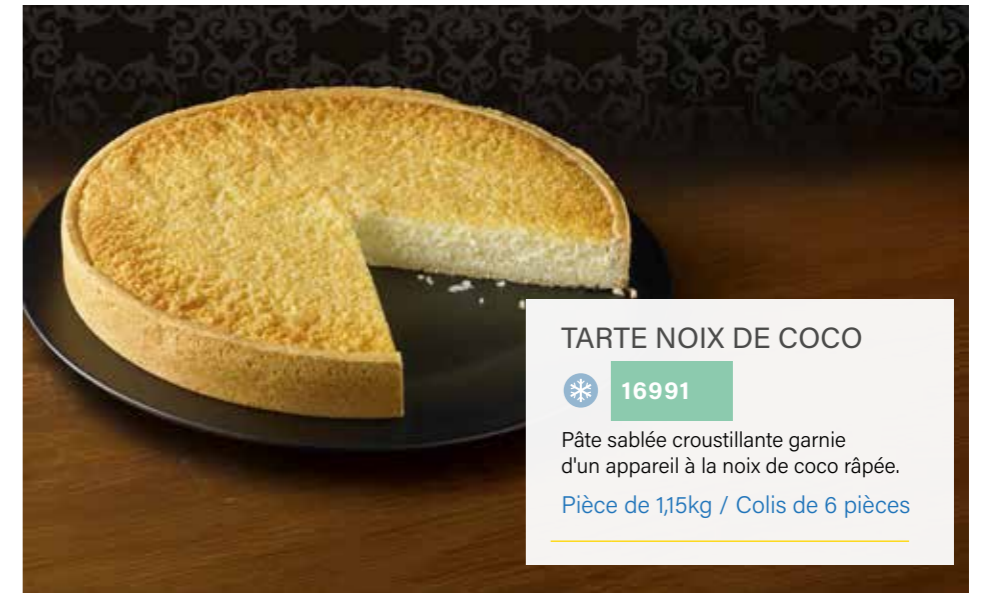 TARTE NOIX DE COCO
16991
Pâte sablée croustillante garnie
d'un appareil à la noix de coco râpée.
Pièce de 1,15kg / Colis de 6 pièces